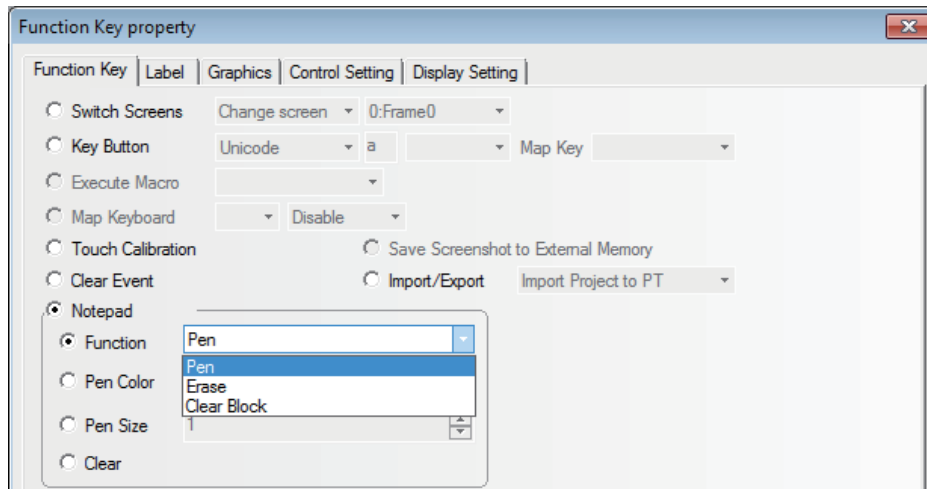 Function Key property
Function Key Label Graphics Control Setting Display Setting
Switch Screens Change screen 0:Frame0
Key Button Unicode a Map Key
Execute Macro
Map Keyboard Disable
Touch Calibration Save Screenshot to External Memory
Clear Event Import/Export Import Project to PT
Notepad
Function Pen
Pen
Pen Color Erase
Clear Block
Pen Size 1
Clear